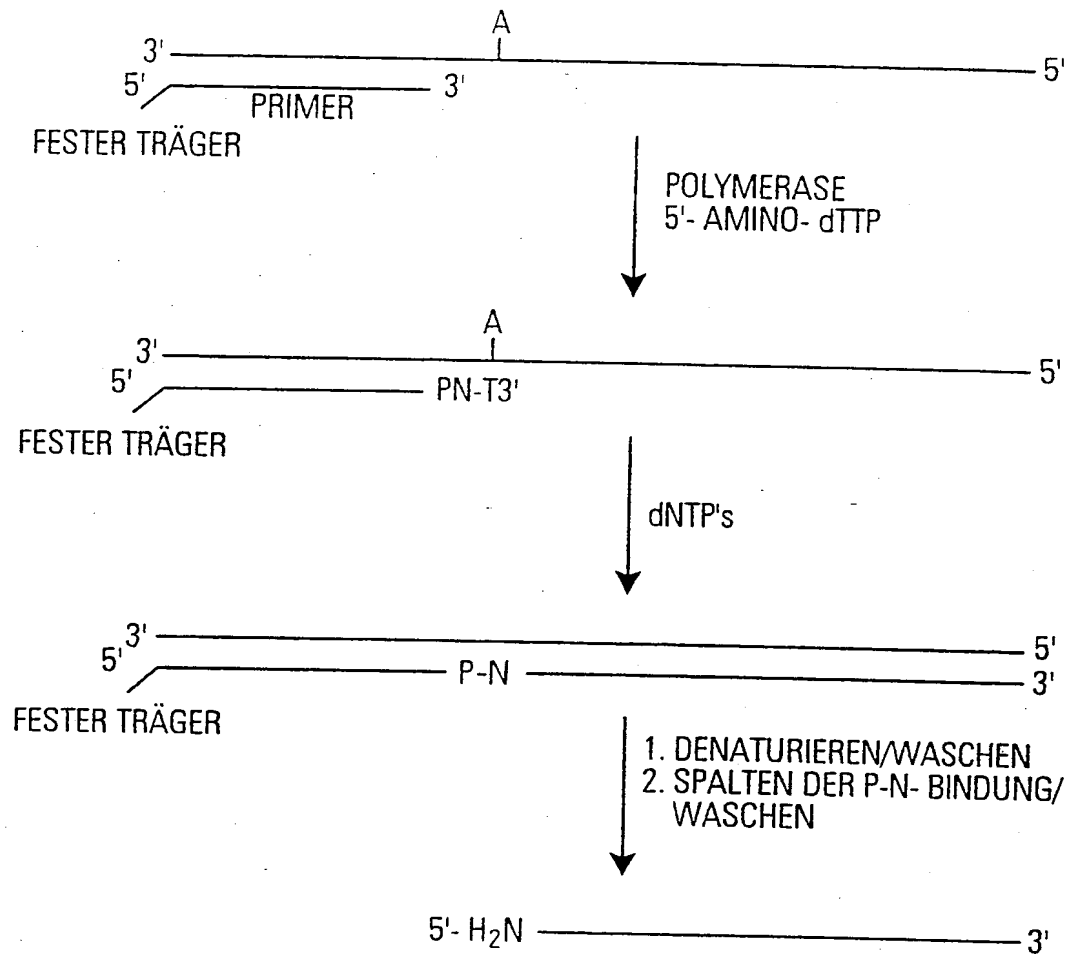 A
3' 5'
5' 3'
PRIMER
FESTER TRÄGER
POLYMERASE
5'- AMINO- dTTP
A
3' 5'
5' PN-T3'
FESTER TRÄGER
dNTP's
3' 5'
5' P-N 3'
FESTER TRÄGER
1. DENATURIEREN/WASCHEN
2. SPALTEN DER P-N- BINDUNG/
WASCHEN
5'- H₂N 3'